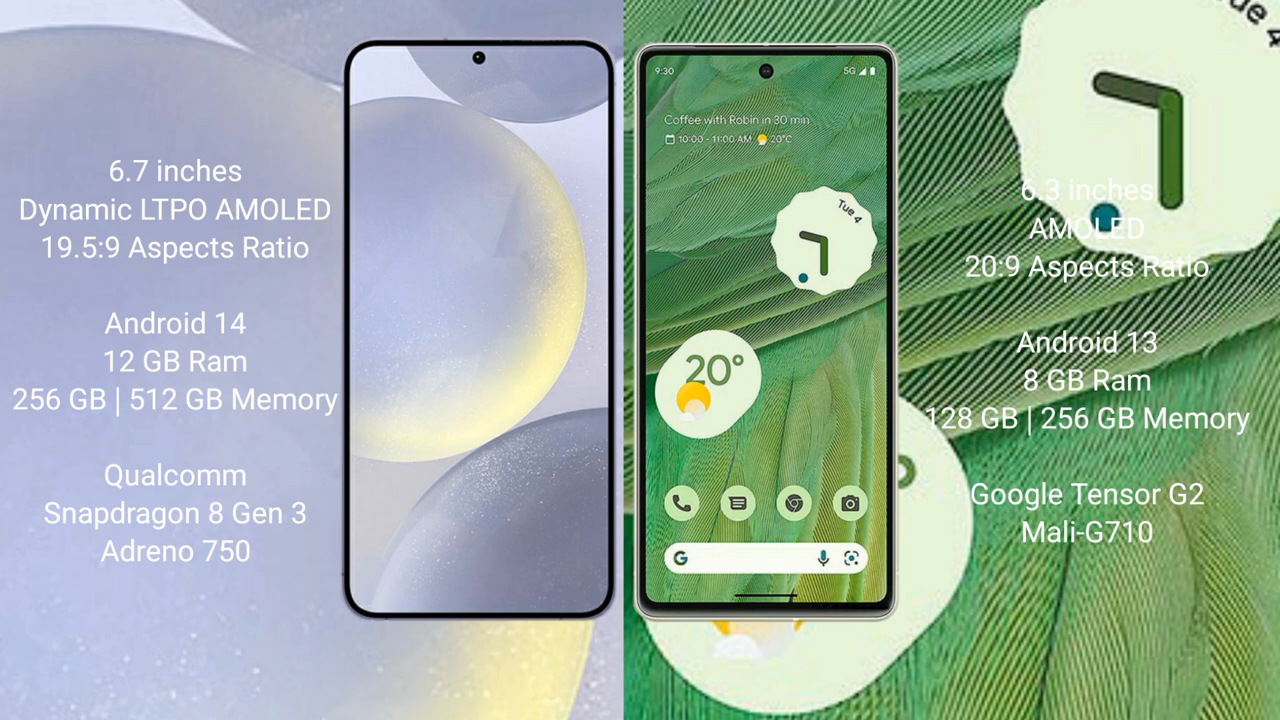 6.7 inches
Dynamic LTPO AMOLED
19.5:9 Aspects Ratio
Android 14
12 GB Ram
256 GB | 512 GB Memory
Qualcomm
Snapdragon 8 Gen 3
Adreno 750
9:30
5G
Coffee with Robin in 30 min
10:00 - 11:00 AM
20°C
Tue 4
20°
G
Tue 4
6.3 inches
AMOLED
20:9 Aspects Ratio
Android 13
8 GB Ram
128 GB | 256 GB Memory
Google Tensor G2
Mali-G710